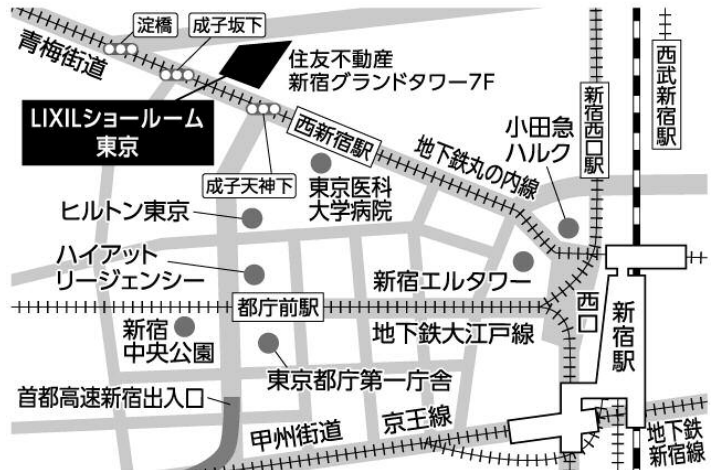 淀橋
成子坂下
青梅街道
住友不動産
新宿グランドタワー7F
LIXILショールーム
東京
西新宿駅
地下鉄丸の内線
小田急
ハルク
新宿西口駅
西武新宿駅
成子天神下
東京医科
大学病院
ヒルトン東京
ハイアット
リージェンシー
新宿エルタワー
都庁前駅
西口
新宿駅
新宿
中央公園
地下鉄大江戸線
東京都庁第一庁舎
首都高速新宿出入口
甲州街道
京王線
地下鉄
新宿線